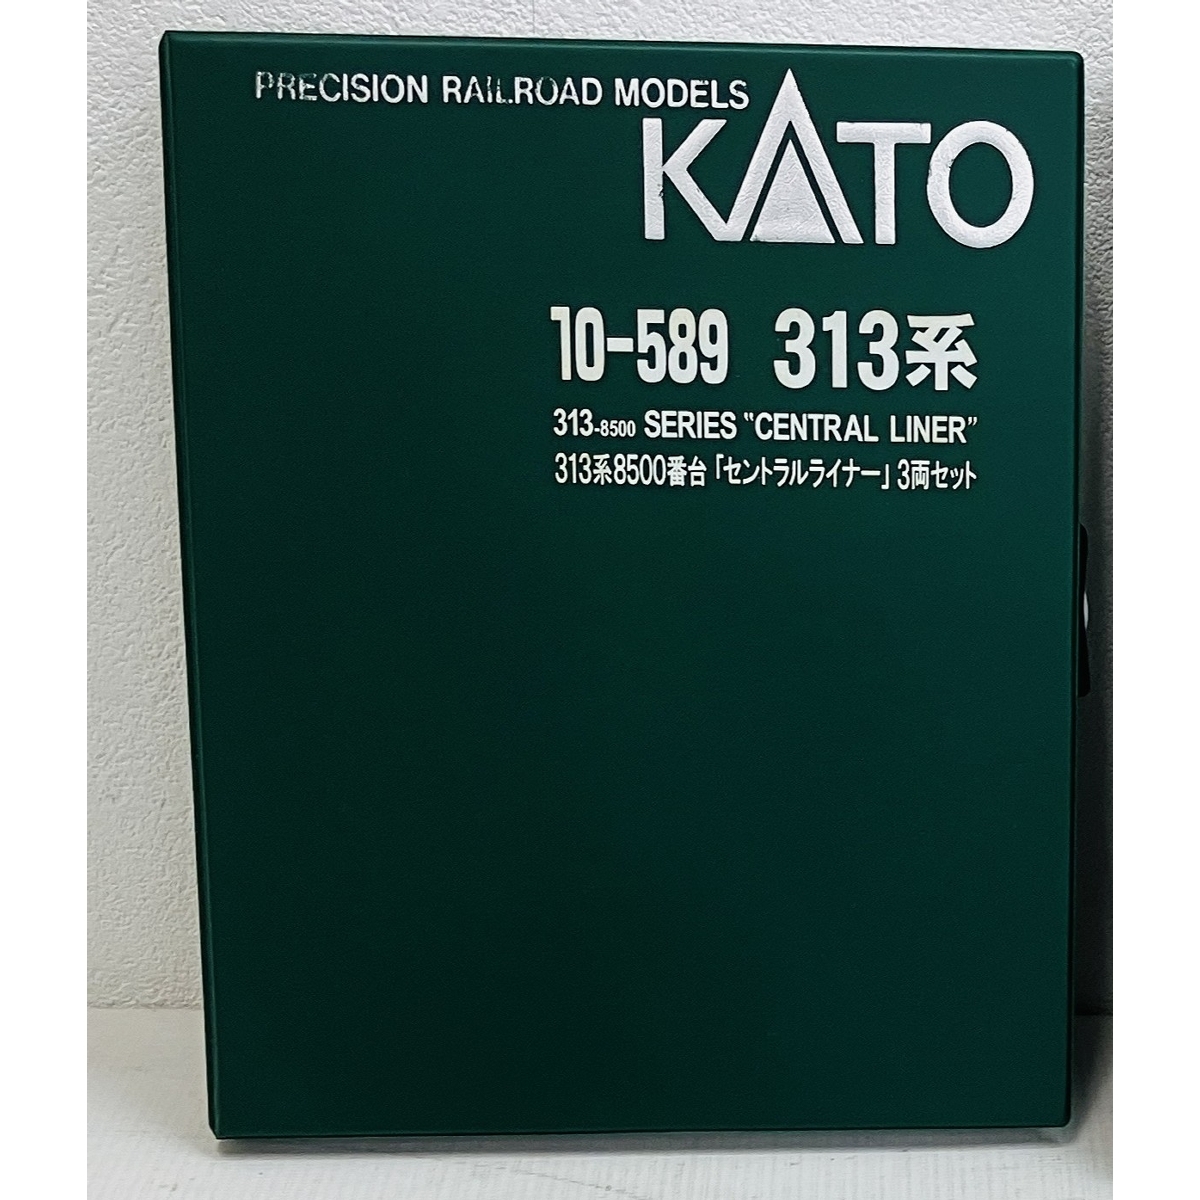 PRECISION RAILROAD MODELS
KATO
10-589 313系
313-8500 SERIES “CENTRAL LINER”
313系8500番台「セントラルライナー」3両セット